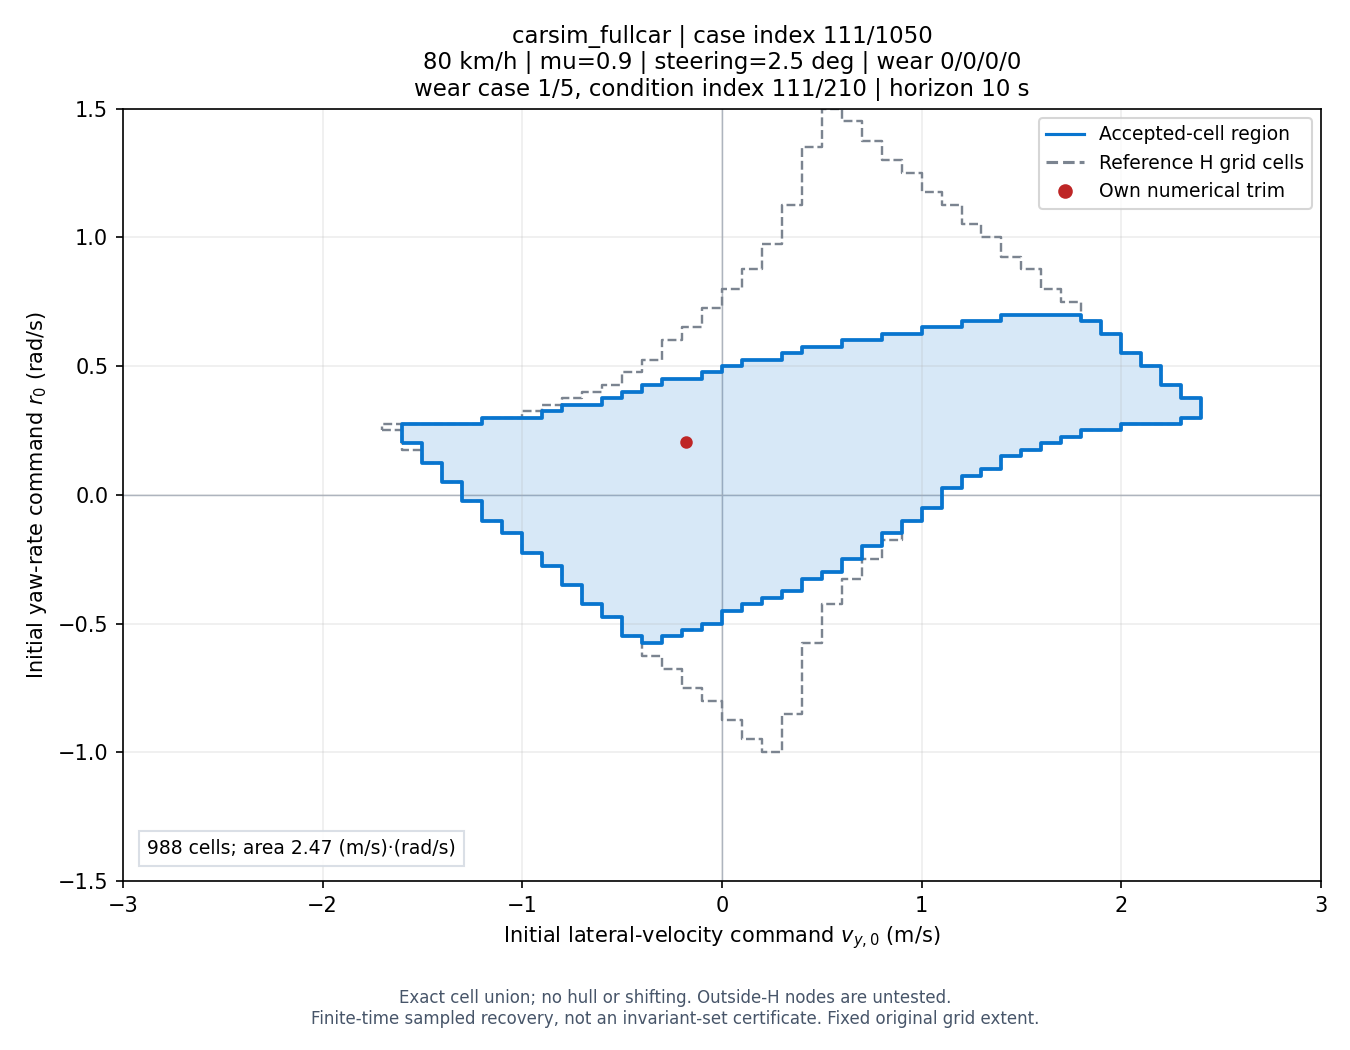 carsim_fullcar | case index 111/1050
80 km/h | mu=0.9 | steering=2.5 deg | wear 0/0/0/0
wear case 1/5, condition index 111/210 | horizon 10 s
Accepted-cell region
Reference H grid cells
Own numerical trim
1.5
1.0
0.5
0.0
−0.5
−1.0
−1.5
Initial yaw-rate command r₀ (rad/s)
988 cells; area 2.47 (m/s)·(rad/s)
−3
−2
−1
0
1
2
3
Initial lateral-velocity command v_{y,0} (m/s)
Exact cell union; no hull or shifting. Outside-H nodes are untested.
Finite-time sampled recovery, not an invariant-set certificate. Fixed original grid extent.